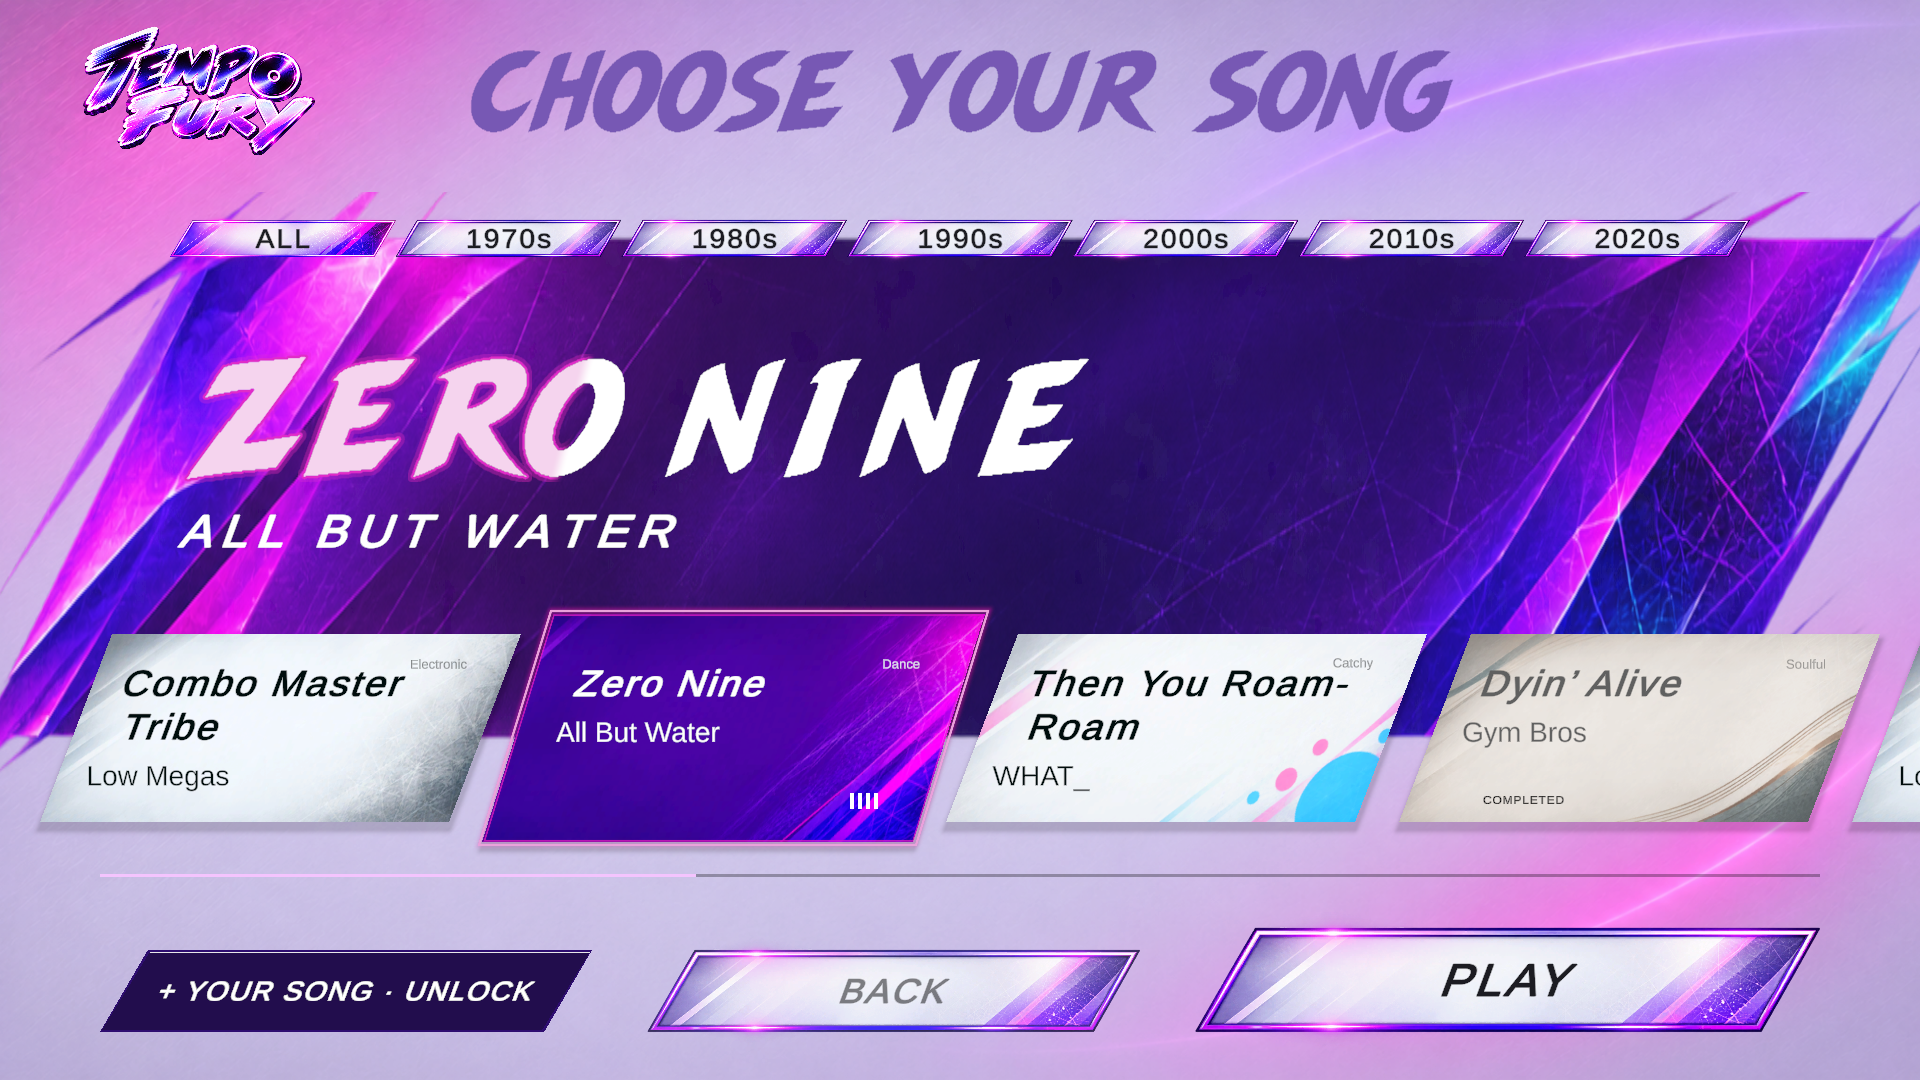 TEMPO
FURY
CHOOSE YOUR SONG
ALL
1970s
1980s
1990s
2000s
2010s
2020s
ZERO NINE
ALL BUT WATER
Combo Master
Tribe
Electronic
Low Megas
Zero Nine
Dance
All But Water
Then You Roam-
Roam
Catchy
WHAT_
Dyin’ Alive
Soulful
Gym Bros
COMPLETED
Lo
+ YOUR SONG · UNLOCK
BACK
PLAY